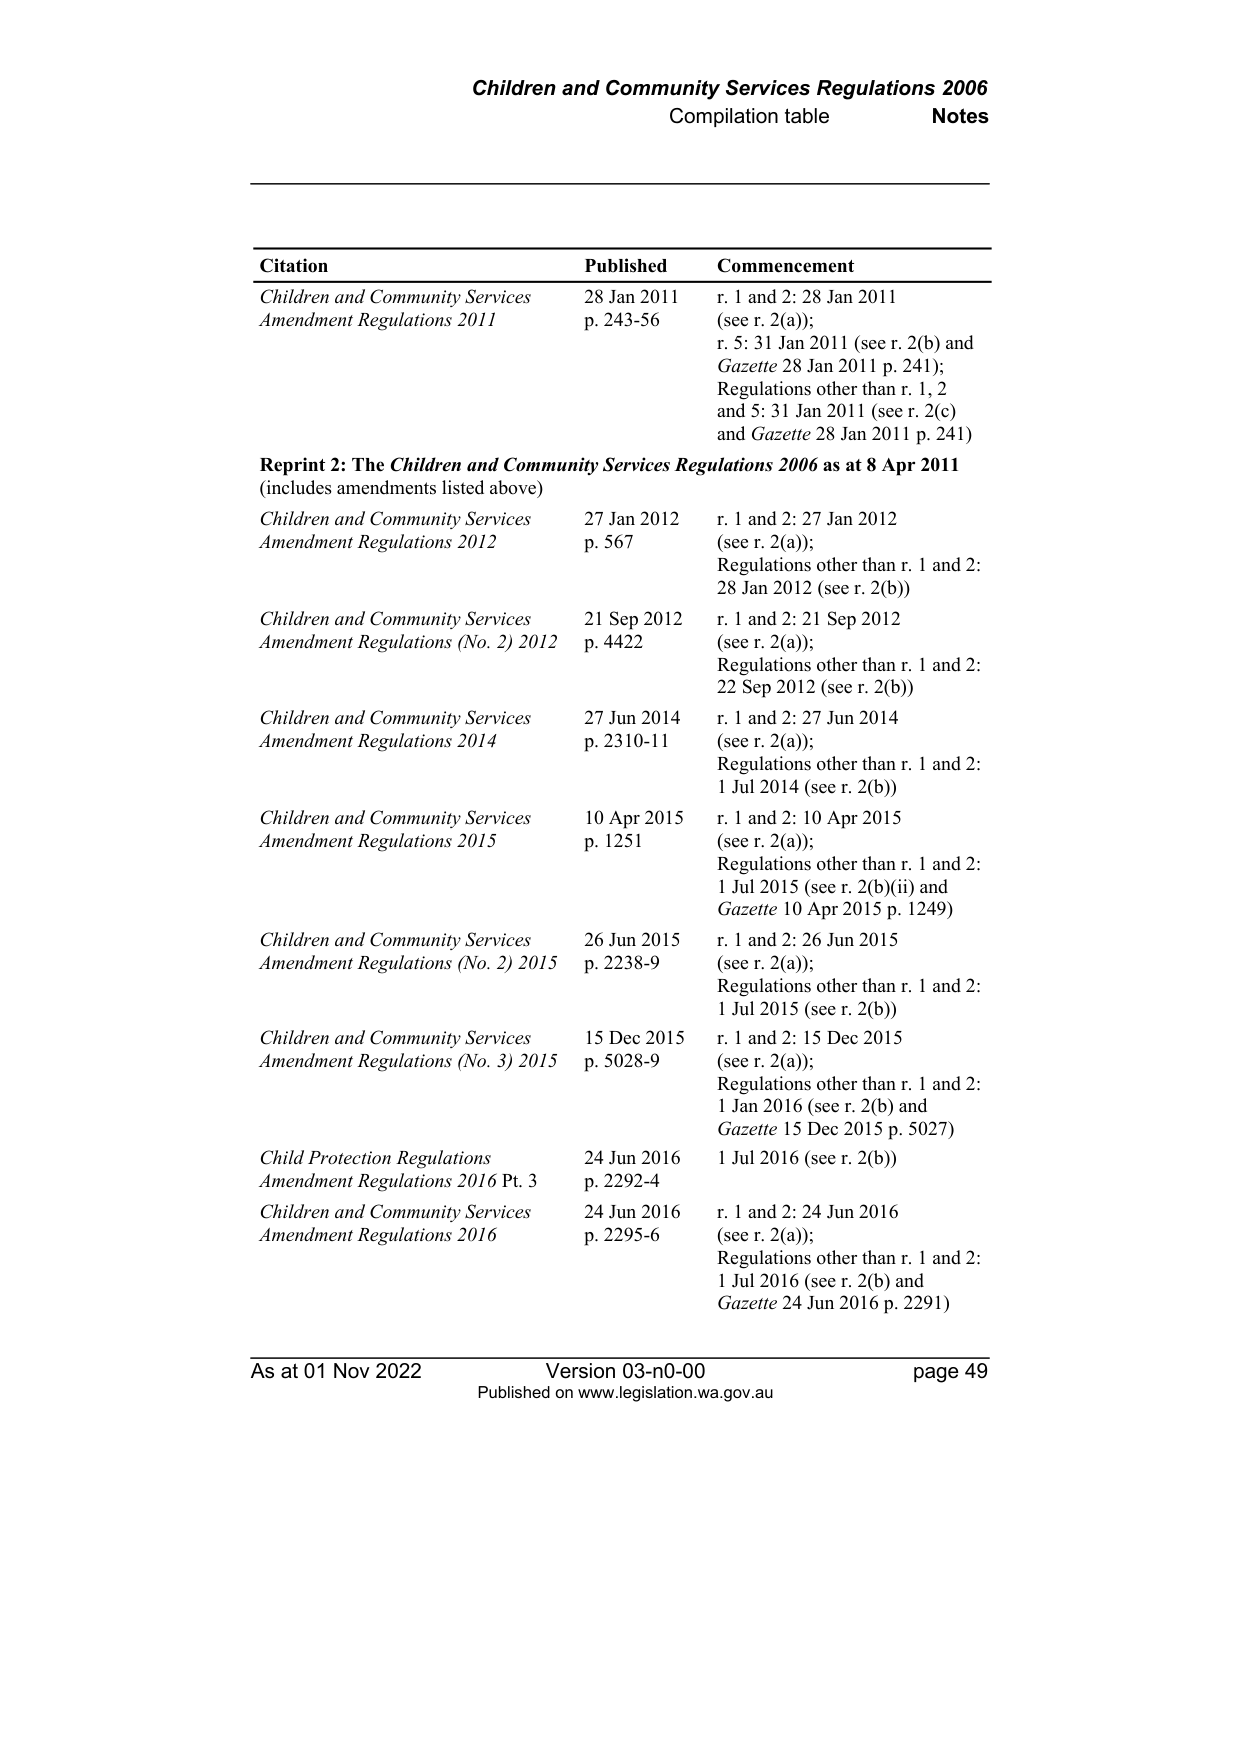 Children and Community Services Regulations 2006
Compilation table Notes
Citation Published Commencement
Children and Community Services 28 Jan 2011 r. 1 and 2: 28 Jan 2011
Amendment Regulations 2011 p. 243-56 (see r. 2(a));
r. 5: 31 Jan 2011 (see r. 2(b) and
Gazette 28 Jan 2011 p. 241);
Regulations other than r. 1, 2
and 5: 31 Jan 2011 (see r. 2(c)
and Gazette 28 Jan 2011 p. 241)
Reprint 2: The Children and Community Services Regulations 2006 as at 8 Apr 2011
(includes amendments listed above)
Children and Community Services 27 Jan 2012 r. 1 and 2: 27 Jan 2012
Amendment Regulations 2012 p. 567 (see r. 2(a));
Regulations other than r. 1 and 2:
28 Jan 2012 (see r. 2(b))
Children and Community Services 21 Sep 2012 r. 1 and 2: 21 Sep 2012
Amendment Regulations (No. 2) 2012 p. 4422 (see r. 2(a));
Regulations other than r. 1 and 2:
22 Sep 2012 (see r. 2(b))
Children and Community Services 27 Jun 2014 r. 1 and 2: 27 Jun 2014
Amendment Regulations 2014 p. 2310-11 (see r. 2(a));
Regulations other than r. 1 and 2:
1 Jul 2014 (see r. 2(b))
Children and Community Services 10 Apr 2015 r. 1 and 2: 10 Apr 2015
Amendment Regulations 2015 p. 1251 (see r. 2(a));
Regulations other than r. 1 and 2:
1 Jul 2015 (see r. 2(b)(ii) and
Gazette 10 Apr 2015 p. 1249)
Children and Community Services 26 Jun 2015 r. 1 and 2: 26 Jun 2015
Amendment Regulations (No. 2) 2015 p. 2238-9 (see r. 2(a));
Regulations other than r. 1 and 2:
1 Jul 2015 (see r. 2(b))
Children and Community Services 15 Dec 2015 r. 1 and 2: 15 Dec 2015
Amendment Regulations (No. 3) 2015 p. 5028-9 (see r. 2(a));
Regulations other than r. 1 and 2:
1 Jan 2016 (see r. 2(b) and
Gazette 15 Dec 2015 p. 5027)
Child Protection Regulations 24 Jun 2016 1 Jul 2016 (see r. 2(b))
Amendment Regulations 2016 Pt. 3 p. 2292-4
Children and Community Services 24 Jun 2016 r. 1 and 2: 24 Jun 2016
Amendment Regulations 2016 p. 2295-6 (see r. 2(a));
Regulations other than r. 1 and 2:
1 Jul 2016 (see r. 2(b) and
Gazette 24 Jun 2016 p. 2291)
As at 01 Nov 2022 Version 03-n0-00 page 49
Published on www.legislation.wa.gov.au